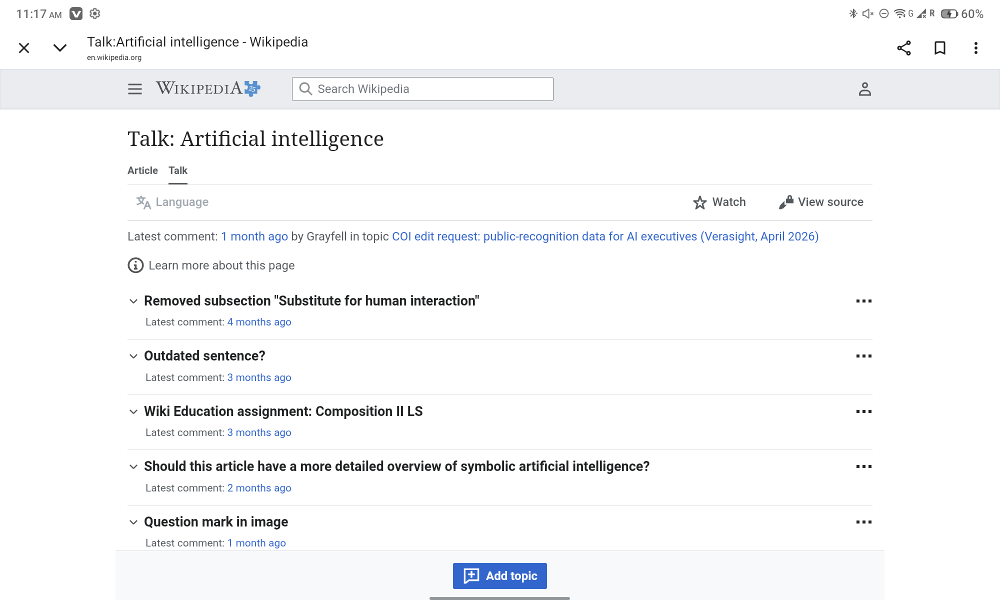 11:17 AM
G R 60%
Talk:Artificial intelligence - Wikipedia
en.wikipedia.org
WIKIPEDIA 25
Search Wikipedia
Talk: Artificial intelligence
Article Talk
Language Watch View source
Latest comment: 1 month ago by Grayfell in topic COI edit request: public-recognition data for AI executives (Verasight, April 2026)
Learn more about this page
Removed subsection "Substitute for human interaction"
Latest comment: 4 months ago
Outdated sentence?
Latest comment: 3 months ago
Wiki Education assignment: Composition II LS
Latest comment: 3 months ago
Should this article have a more detailed overview of symbolic artificial intelligence?
Latest comment: 2 months ago
Question mark in image
Latest comment: 1 month ago
Add topic